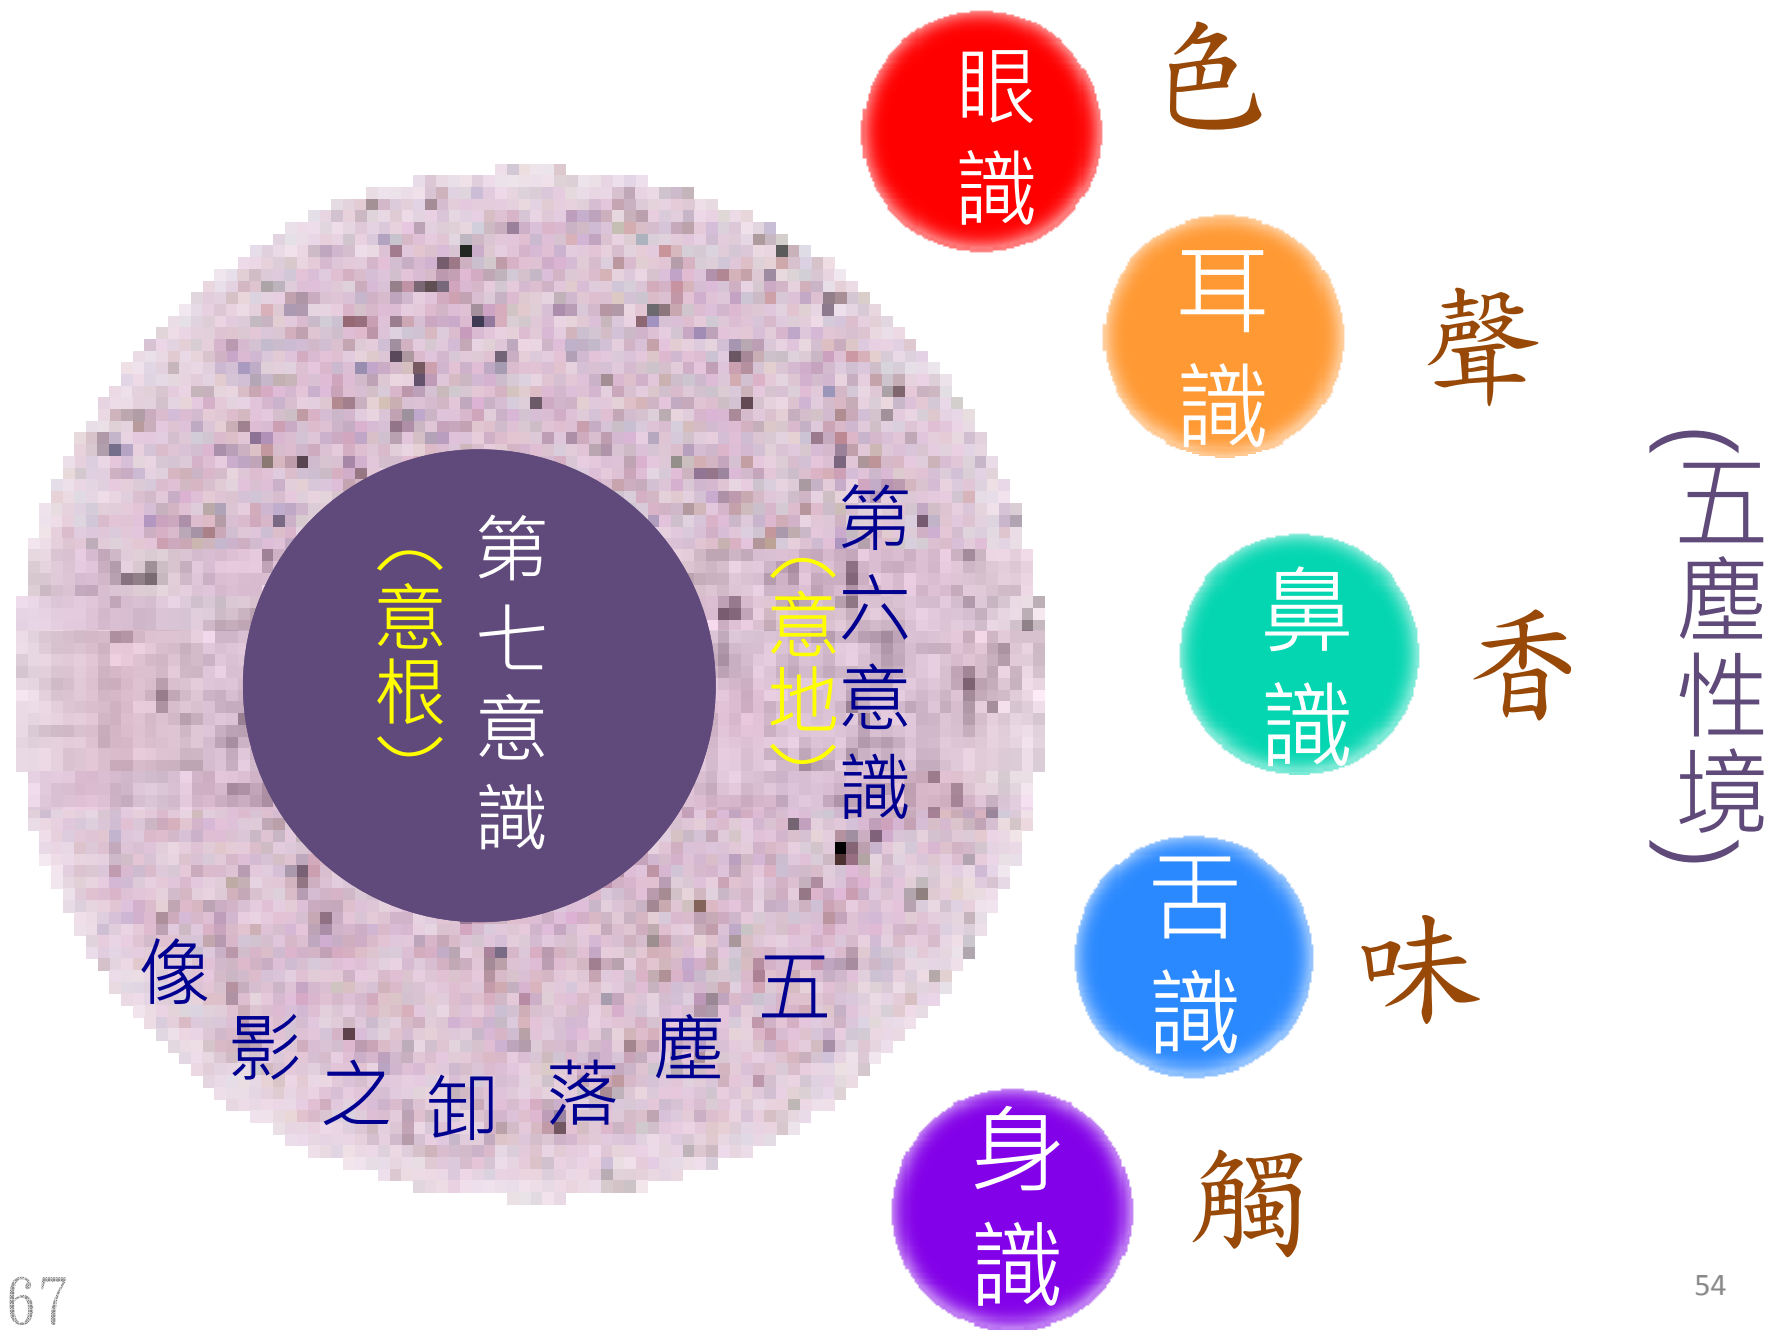 眼識
色
耳識
聲
鼻識
香
舌識
味
身識
觸
(五塵性境)
第六意識
(意地)
第七意識
(意根)
五塵落卸之影像
67
54